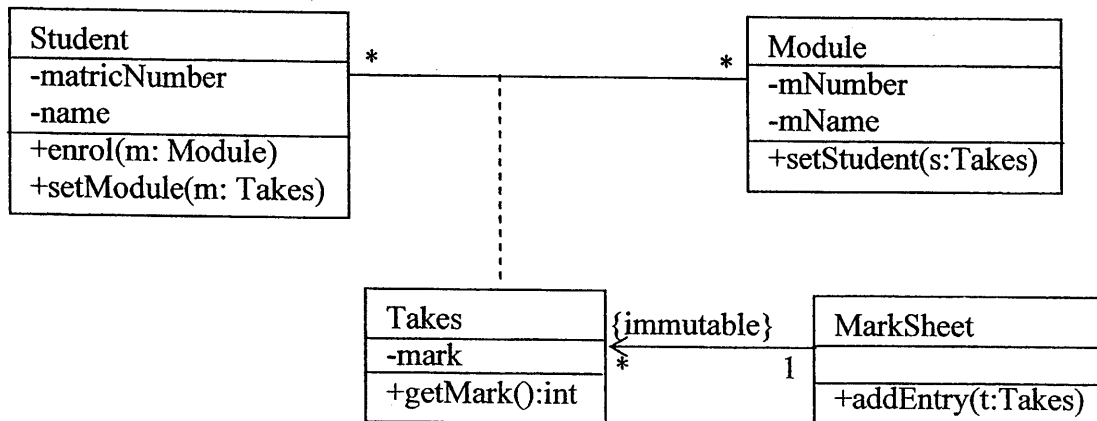 Student
-matricNumber
-name
+enrol(m: Module)
+setModule(m: Takes)
*
*
Module
-mNumber
-mName
+setStudent(s:Takes)
Takes
-mark
+getMark():int
{immutable}
*
1
MarkSheet
+addEntry(t:Takes)